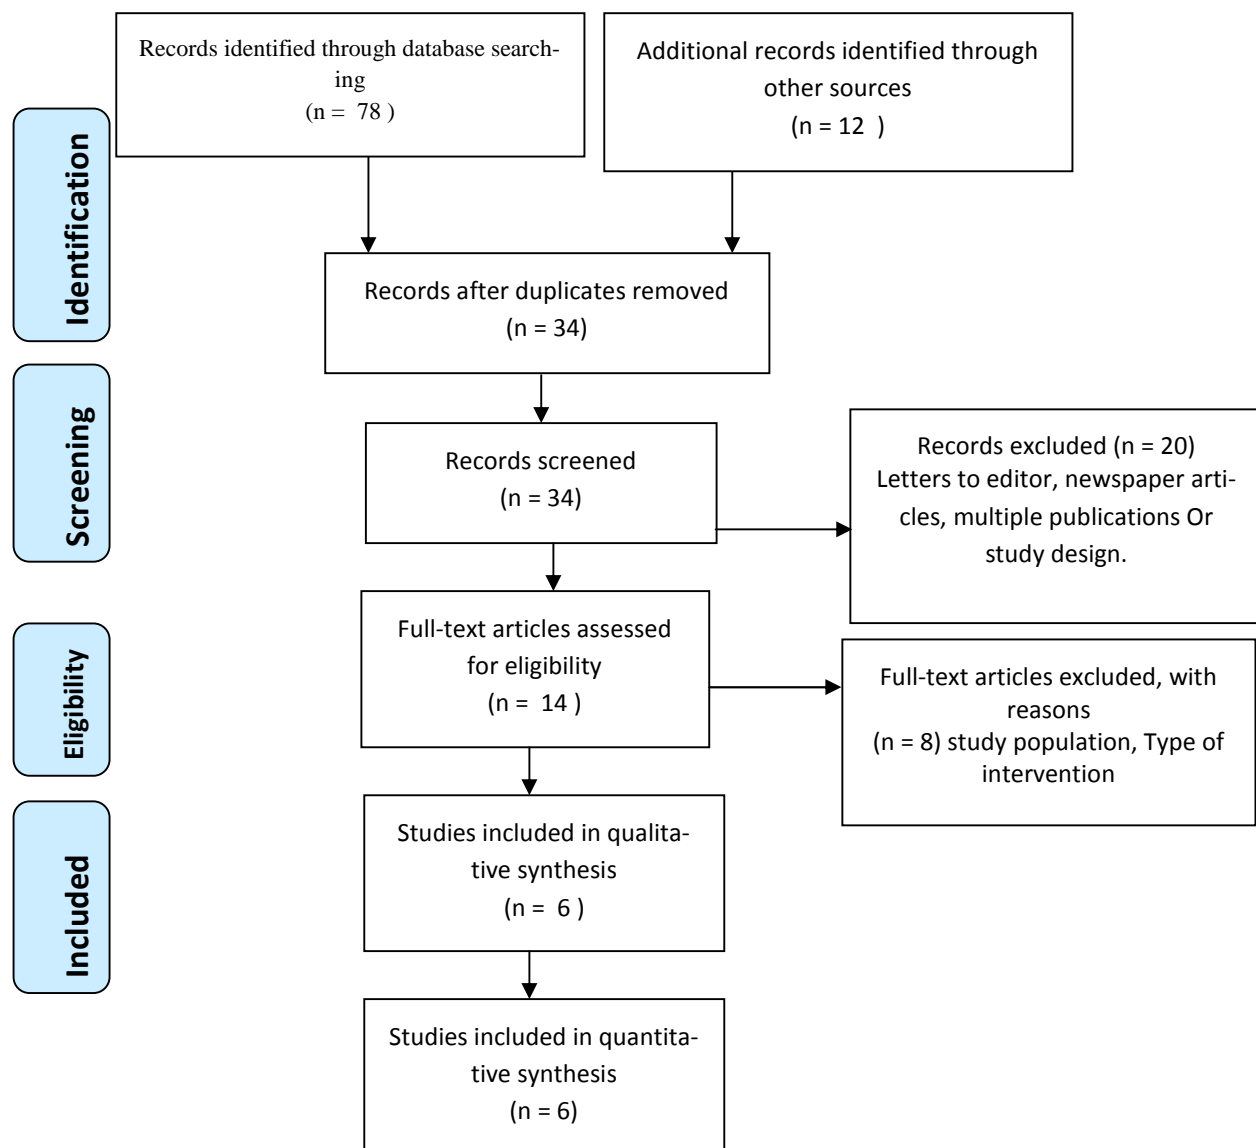 Records identified through database search-
ing
(n =  78 )
Additional records identified through
other sources
(n = 12  )
Identification
Records after duplicates removed
(n = 34)
Screening
Records screened
(n = 34)
Records excluded (n = 20)
Letters to editor, newspaper arti-
cles, multiple publications Or
study design.
Eligibility
Full-text articles assessed
for eligibility
(n =  14 )
Full-text articles excluded, with
reasons
(n = 8) study population, Type of
intervention
Included
Studies included in qualita-
tive synthesis
(n =  6 )
Studies included in quantita-
tive synthesis
(n = 6)